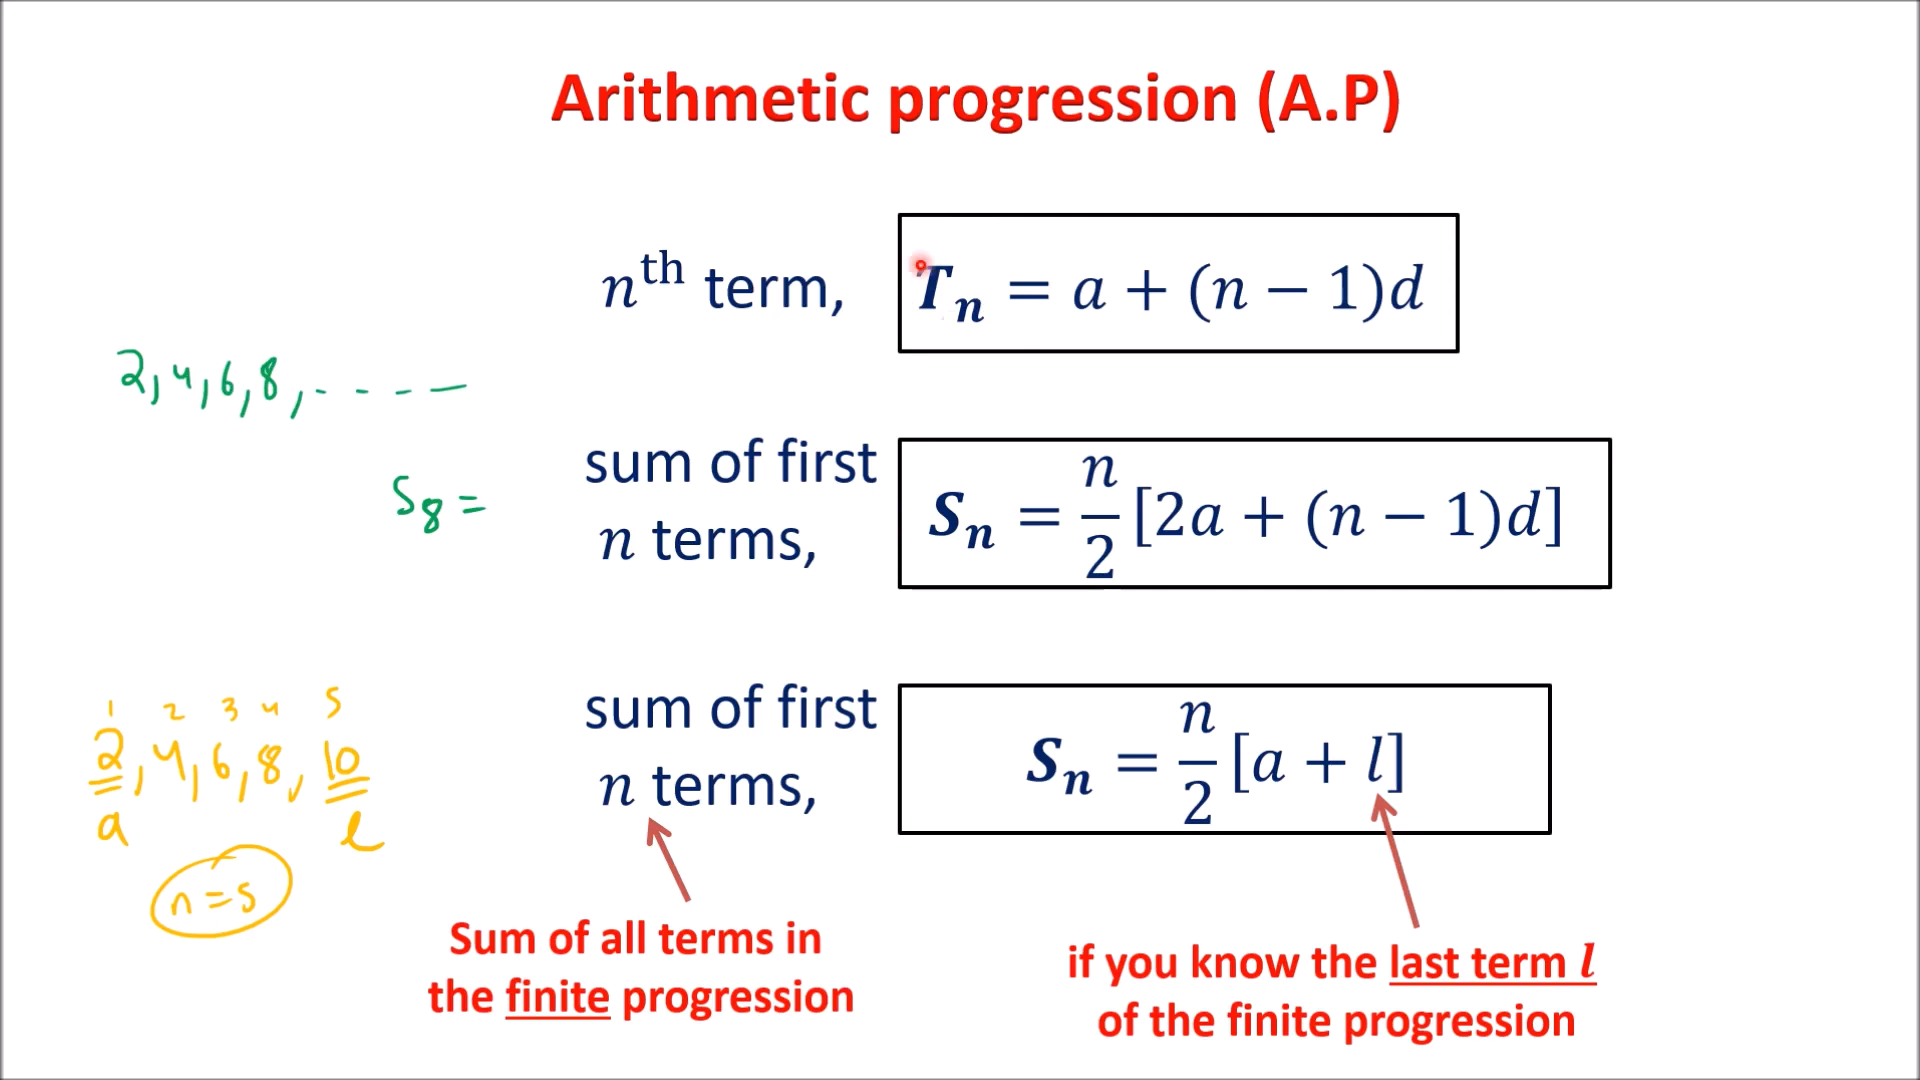 Arithmetic progression (A.P)
nᵗʰ term, Tₙ = a + (n − 1)d
2, 4, 6, 8, . - - - —
sum of first
n terms, Sₙ = n/2 [2a + (n − 1)d]
S₈ =
sum of first
n terms, Sₙ = n/2 [a + l]
1 2 3 4 5
2, 4, 6, 8, 10
a l
n = 5
Sum of all terms in
the finite progression
if you know the last term l
of the finite progression